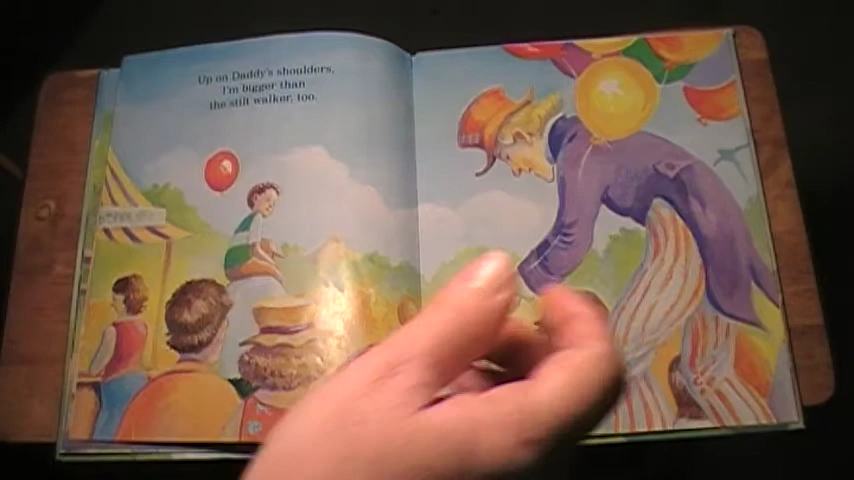 Up on Daddy's shoulders,
I'm bigger than
the stilt walker, too.